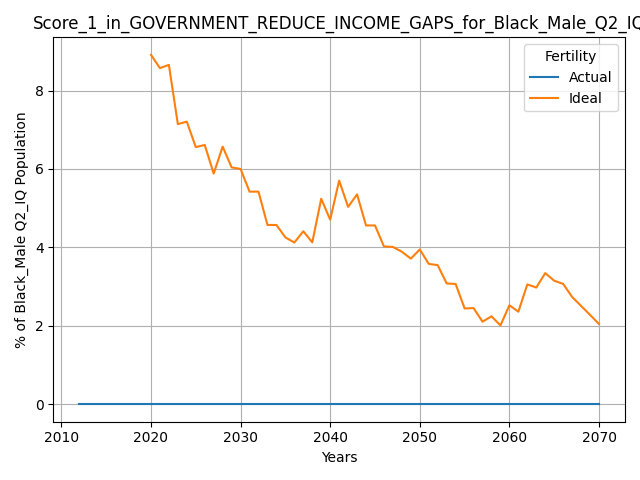 Score_1_in_GOVERNMENT_REDUCE_INCOME_GAPS_for_Black_Male_Q2_IQ
Fertility
Actual
Ideal
% of Black_Male Q2_IQ Population
8
6
4
2
0
2010 2020 2030 2040 2050 2060 2070
Years